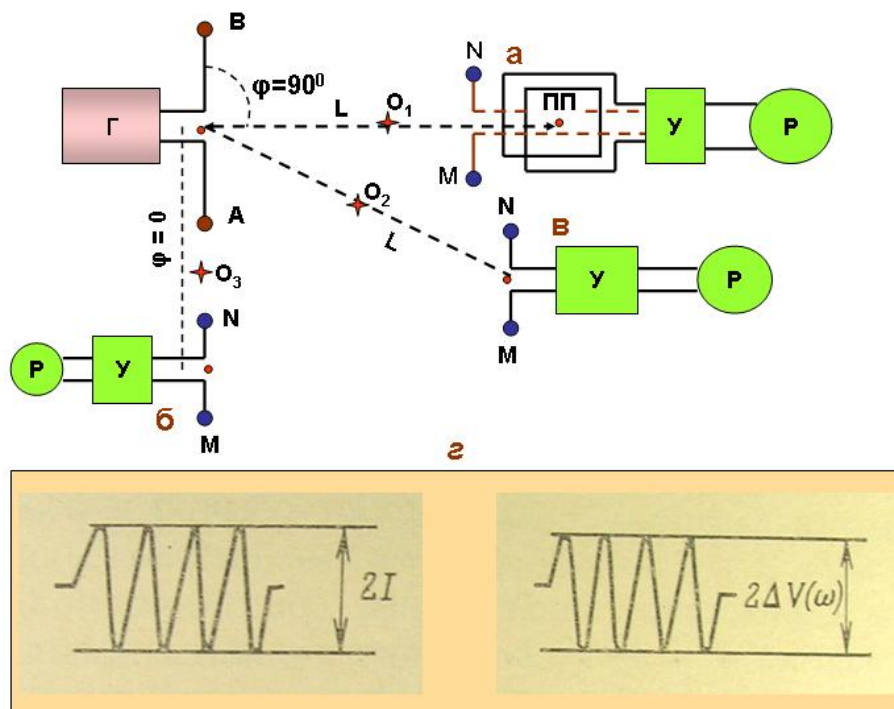 B
N
а
Г
φ=90⁰
L
O₁
ПП
У
Р
M
O₂
A
N
в
φ = 0
O₃
L
У
Р
N
M
Р
У
б
M
г
2I
2ΔV(ω)